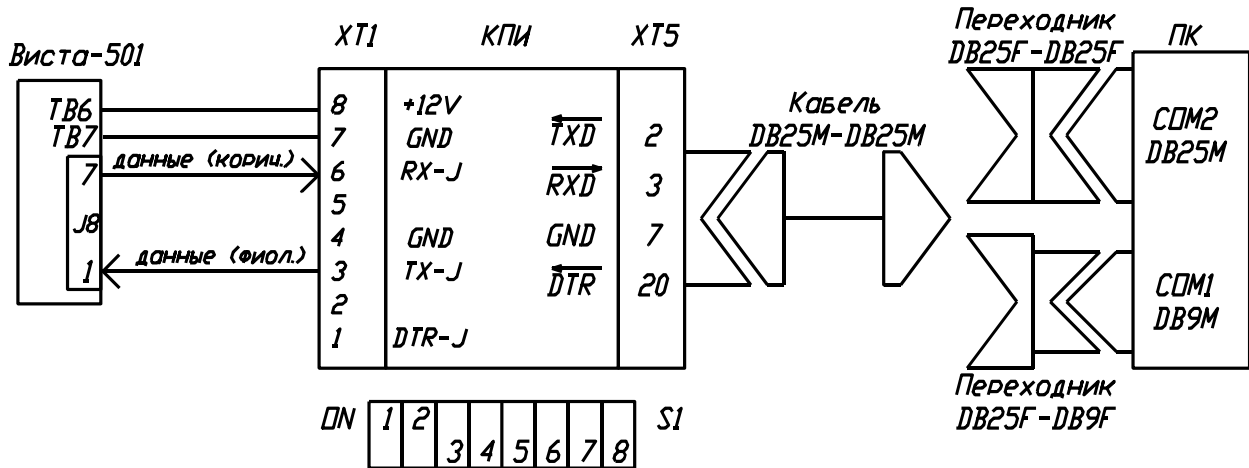 Виста-501
TB6
TB7
7
J8
1
данные (корич.)
данные (фиол.)
XT1 КПИ XT5
8 +12V
7 GND
6 RX-J
5
4 GND
3 TX-J
2
1 DTR-J
TXD 2
RXD 3
GND 7
DTR 20
ON 1 2 3 4 5 6 7 8 S1
Кабель
DB25M-DB25M
Переходник
DB25F-DB25F
ПК
COM2
DB25M
COM1
DB9M
Переходник
DB25F-DB9F